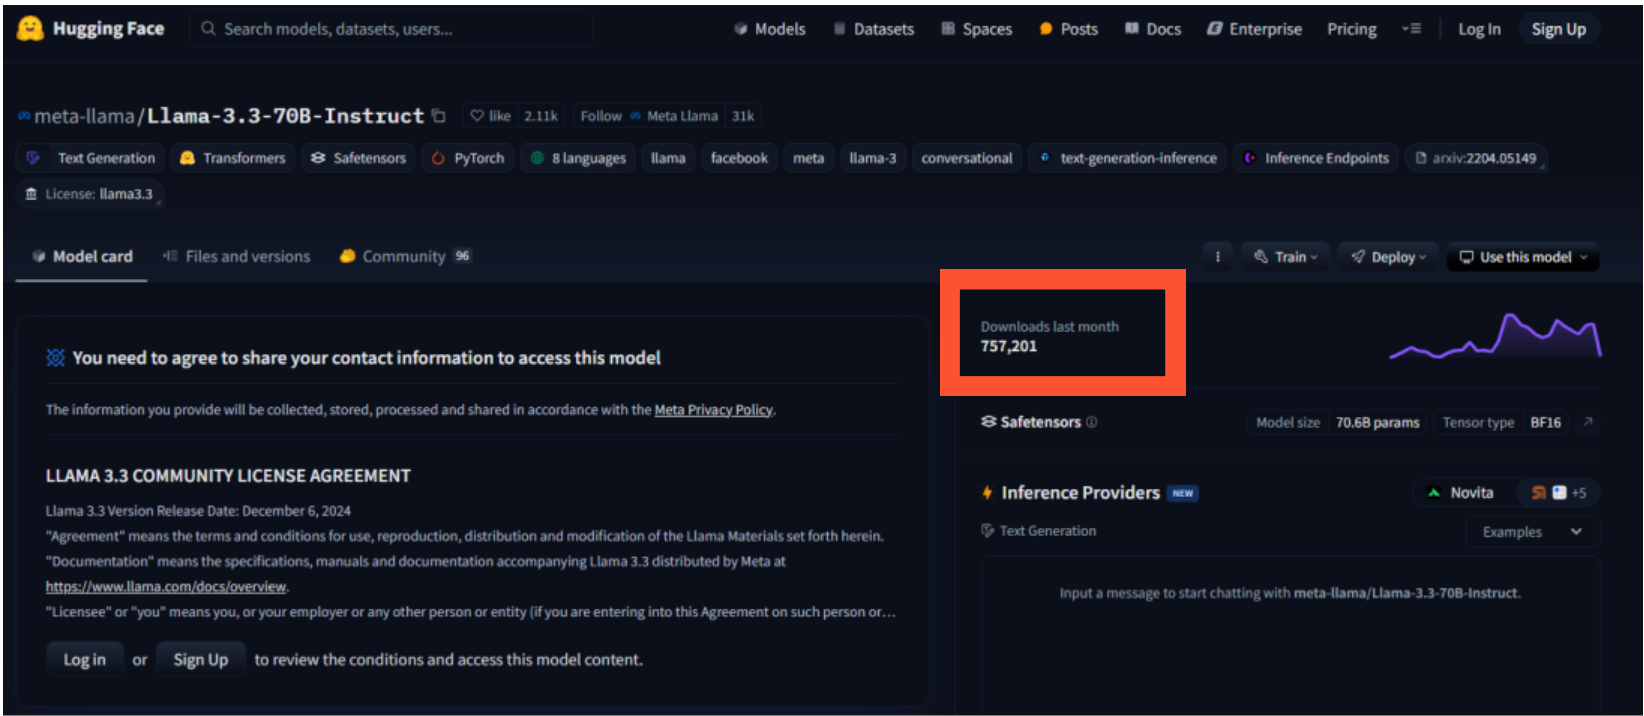 Hugging Face
Search models, datasets, users...
Models
Datasets
Spaces
Posts
Docs
Enterprise
Pricing
Log In
Sign Up
meta-llama/Llama-3.3-70B-Instruct
like 2.11k
Follow Meta Llama 31k
Text Generation
Transformers
Safetensors
PyTorch
8 languages
llama
facebook
meta
llama-3
conversational
text-generation-inference
Inference Endpoints
arxiv:2204.05149
License: llama3.3
Model card
Files and versions
Community 96
Train
Deploy
Use this model
You need to agree to share your contact information to access this model
The information you provide will be collected, stored, processed and shared in accordance with the Meta Privacy Policy.
LLAMA 3.3 COMMUNITY LICENSE AGREEMENT
Llama 3.3 Version Release Date: December 6, 2024
"Agreement" means the terms and conditions for use, reproduction, distribution and modification of the Llama Materials set forth herein.
"Documentation" means the specifications, manuals and documentation accompanying Llama 3.3 distributed by Meta at
https://www.llama.com/docs/overview.
"Licensee" or "you" means you, or your employer or any other person or entity (if you are entering into this Agreement on such person or…
Log in or Sign Up to review the conditions and access this model content.
Downloads last month
757,201
Safetensors
Model size 70.6B params
Tensor type BF16
Inference Providers NEW
Novita
+5
Text Generation
Examples
Input a message to start chatting with meta-llama/Llama-3.3-70B-Instruct.